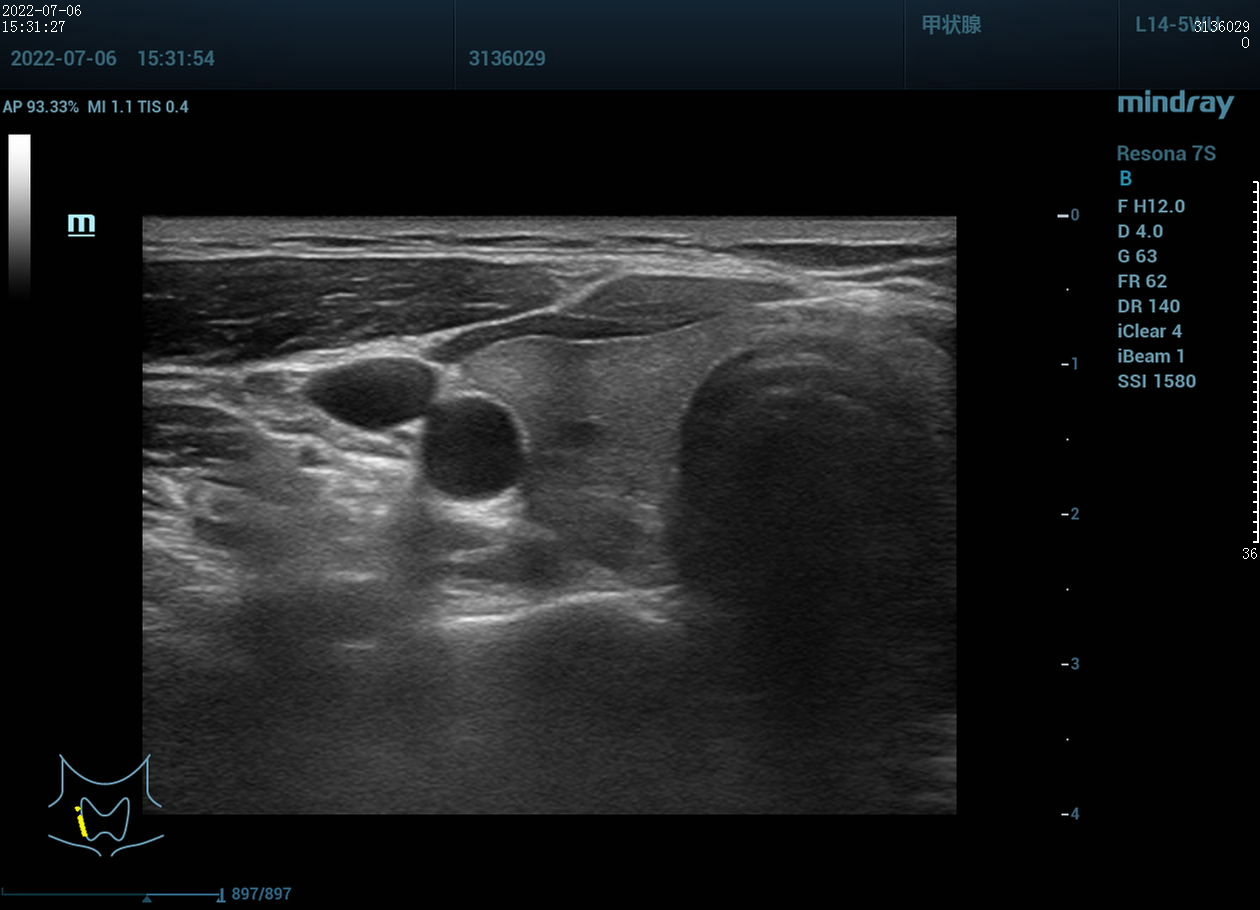 2022-07-06
15:31:27
2022-07-06 15:31:54
3136029
甲状腺
3136029
0
AP 93.33% MI 1.1 TIS 0.4
mindray
Resona 7S
B
F H12.0
D 4.0
G 63
FR 62
DR 140
iClear 4
iBeam 1
SSI 1580
m
0
1
2
3
4
36
897/897